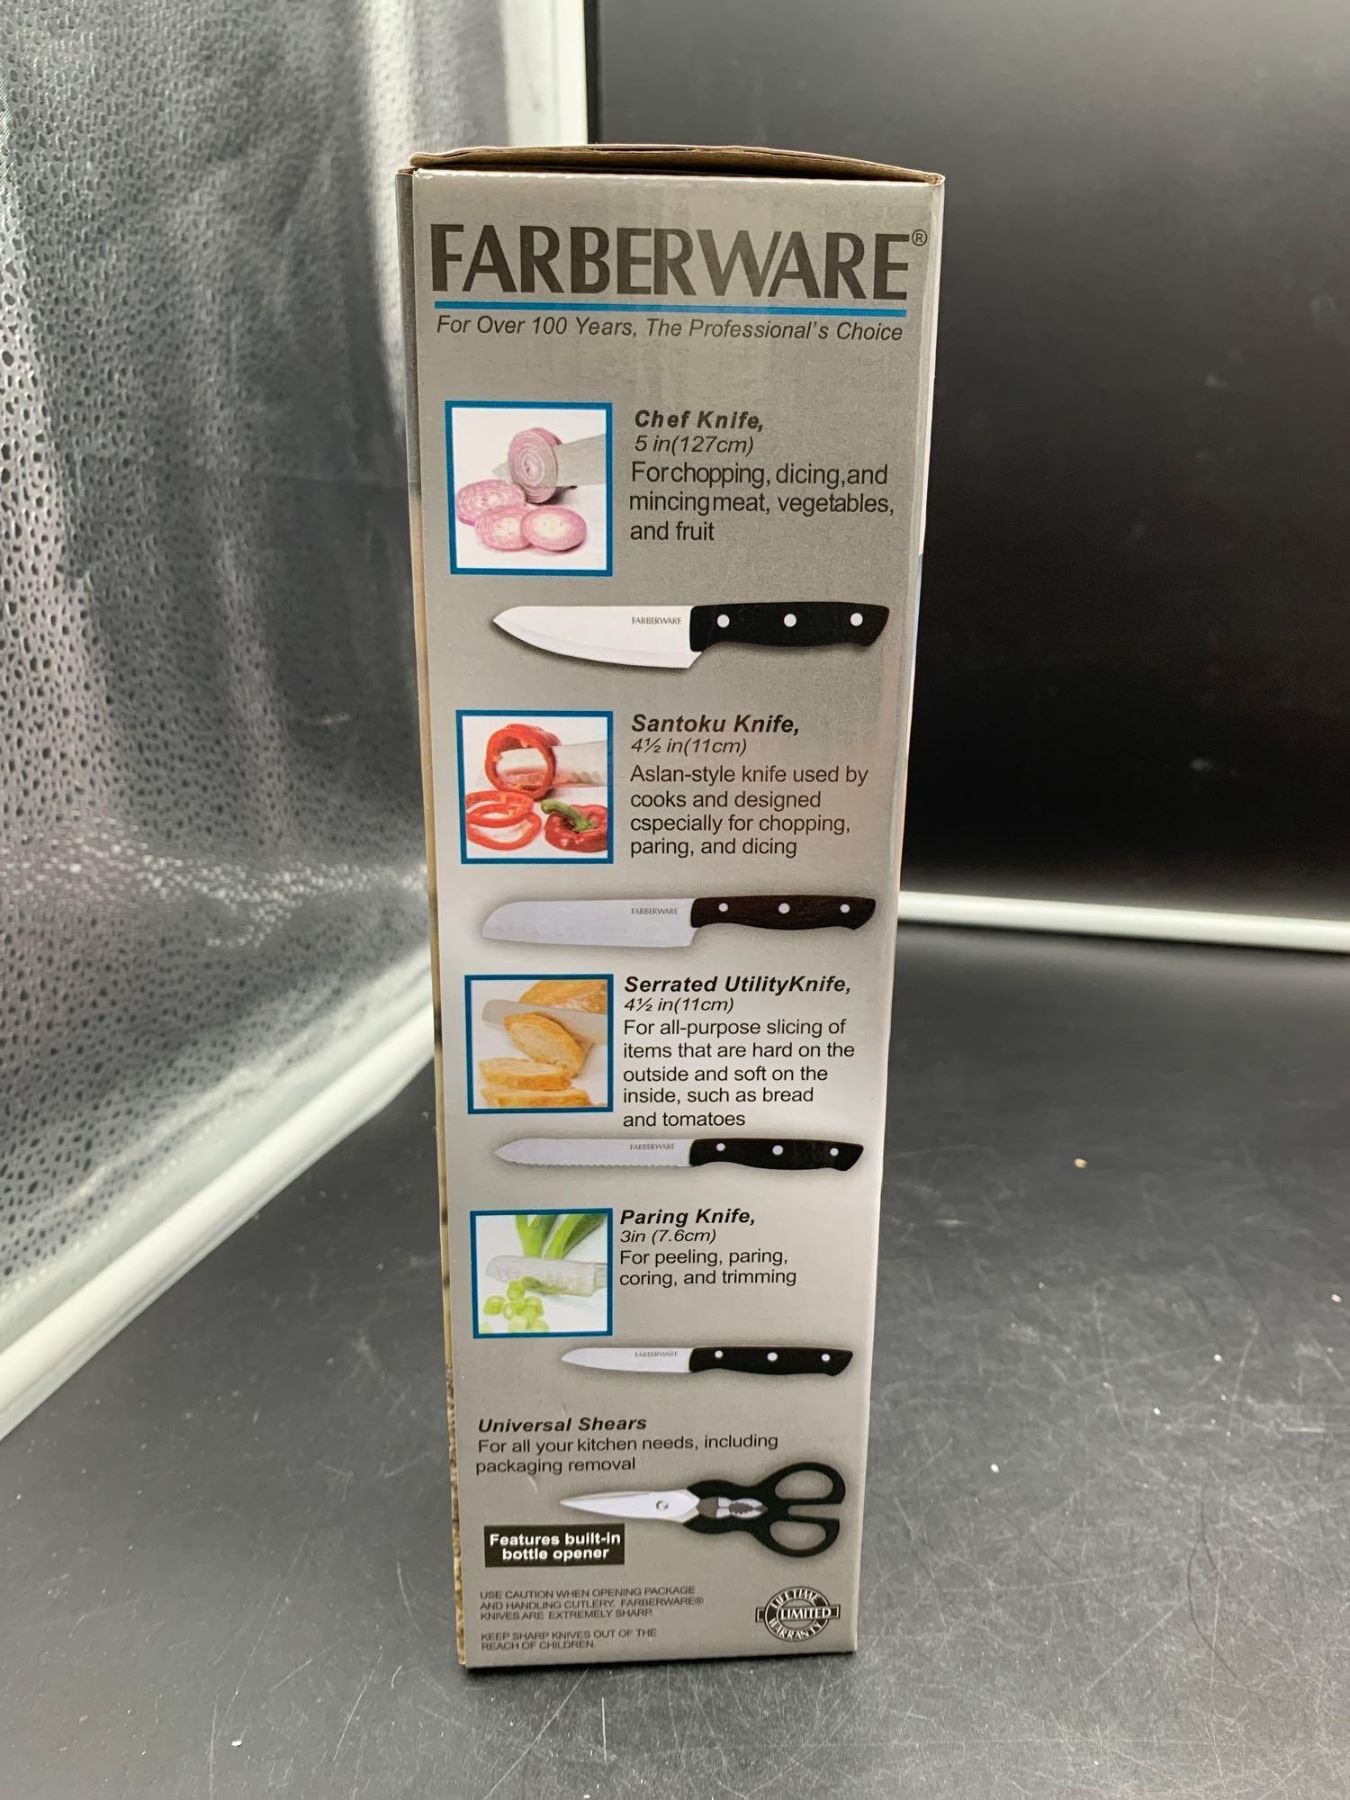 FARBERWARE®
For Over 100 Years, The Professional's Choice
Chef Knife,
5 in(127cm)
Forchopping, dicing,and
mincingmeat, vegetables,
and fruit
FARBERWARE
Santoku Knife,
4½ in(11cm)
Aslan-style knife used by
cooks and designed
cspecially for chopping,
paring, and dicing
FARBERWARE
Serrated UtilityKnife,
4½ in(11cm)
For all-purpose slicing of
items that are hard on the
outside and soft on the
inside, such as bread
and tomatoes
FARBERWARE
Paring Knife,
3in (7.6cm)
For peeling, paring,
coring, and trimming
FARBERWARE
Universal Shears
For all your kitchen needs, including
packaging removal
Features built-in
bottle opener
USE CAUTION WHEN OPENING PACKAGE
AND HANDLING CUTLERY. FARBERWARE®
KNIVES ARE EXTREMELY SHARP.
KEEP SHARP KNIVES OUT OF THE
REACH OF CHILDREN.
LIFETIME
LIMITED
WARRANTY